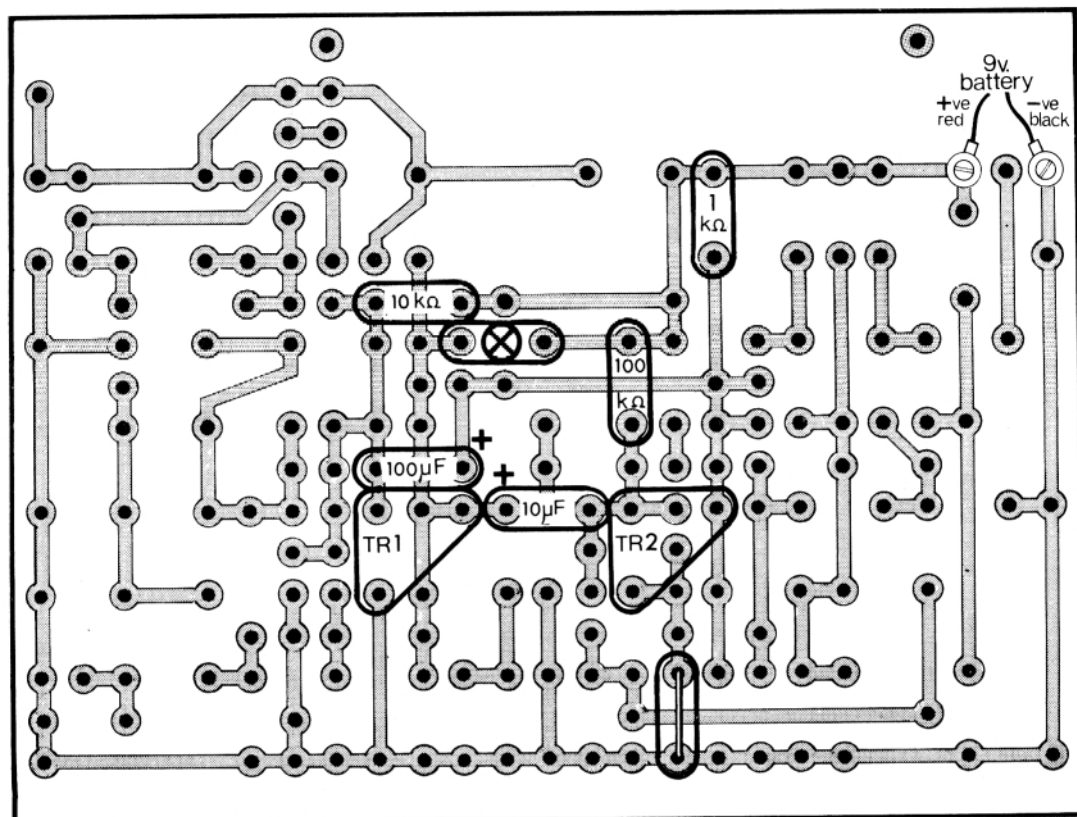 9v.
battery
+ve
red
-ve
black
1
kΩ
10 kΩ
100
kΩ
+
100µF
+
10µF
TR1
TR2